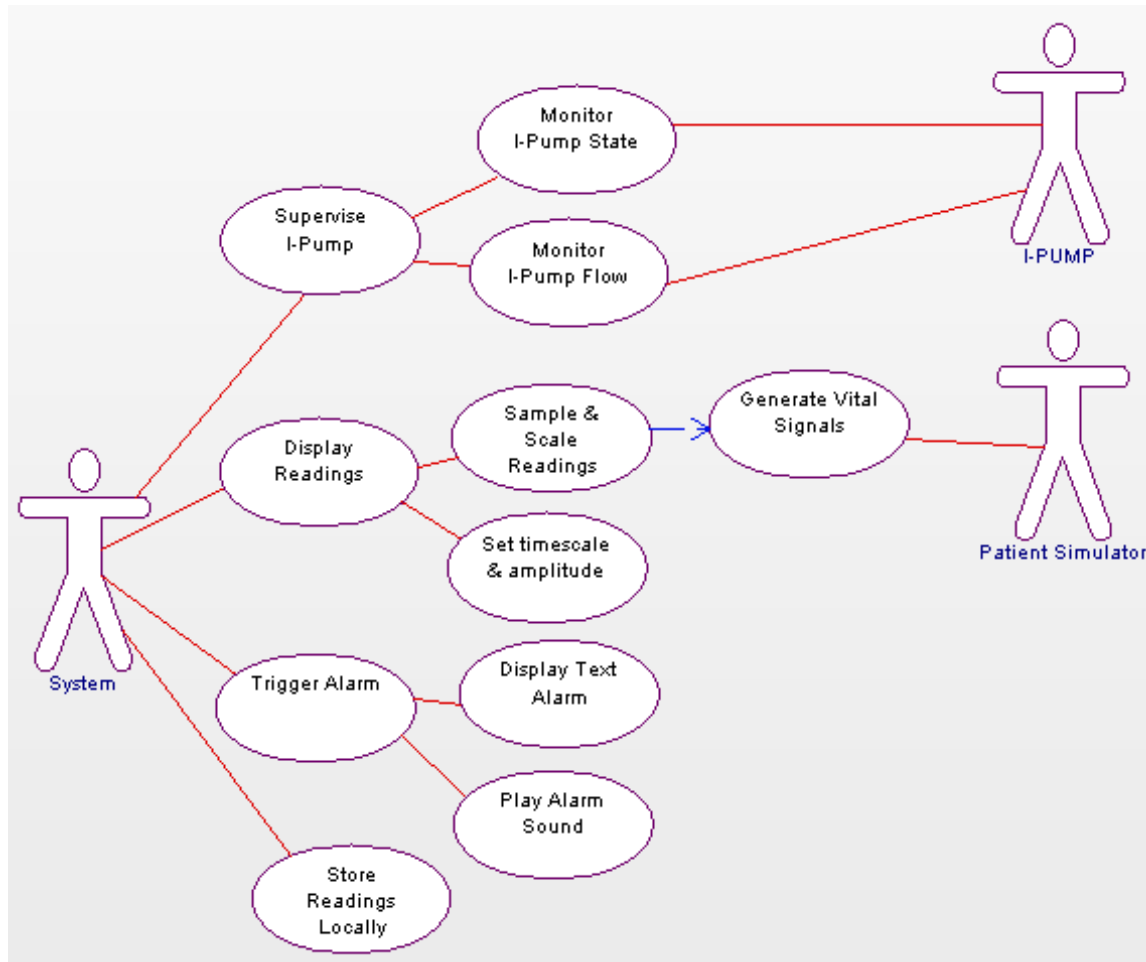 Monitor
I-Pump State
Supervise
I-Pump
Monitor
I-Pump Flow
I-PUMP
Sample &
Scale
Readings
Generate Vital
Signals
Display
Readings
Set timescale
& amplitude
Patient Simulator
System
Trigger Alarm
Display Text
Alarm
Play Alarm
Sound
Store
Readings
Locally